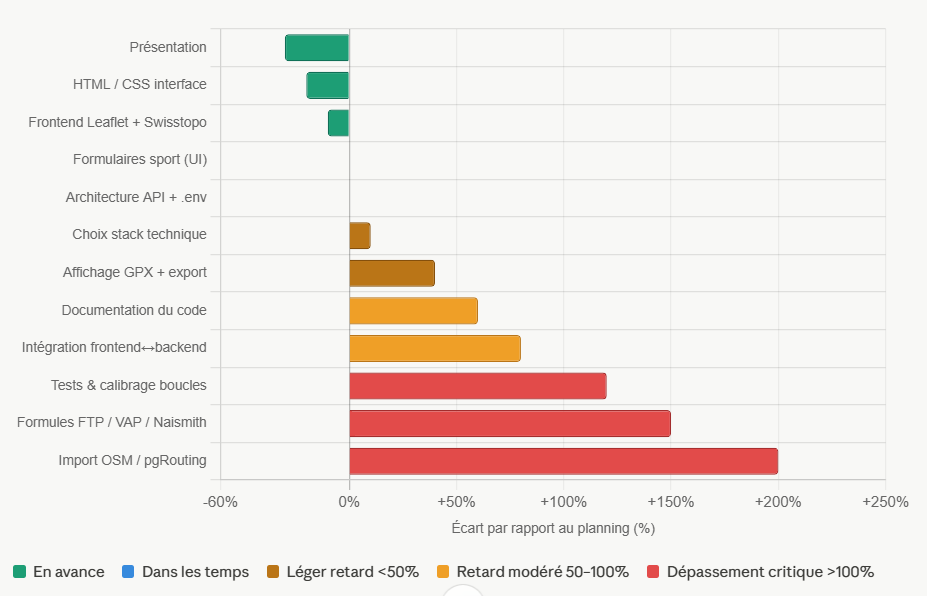 Présentation
HTML / CSS interface
Frontend Leaflet + Swisstopo
Formulaires sport (UI)
Architecture API + .env
Choix stack technique
Affichage GPX + export
Documentation du code
Intégration frontend↔backend
Tests & calibrage boucles
Formules FTP / VAP / Naismith
Import OSM / pgRouting
-60% 0% +50% +100% +150% +200% +250%
Écart par rapport au planning (%)
En avance Dans les temps Léger retard <50% Retard modéré 50–100% Dépassement critique >100%